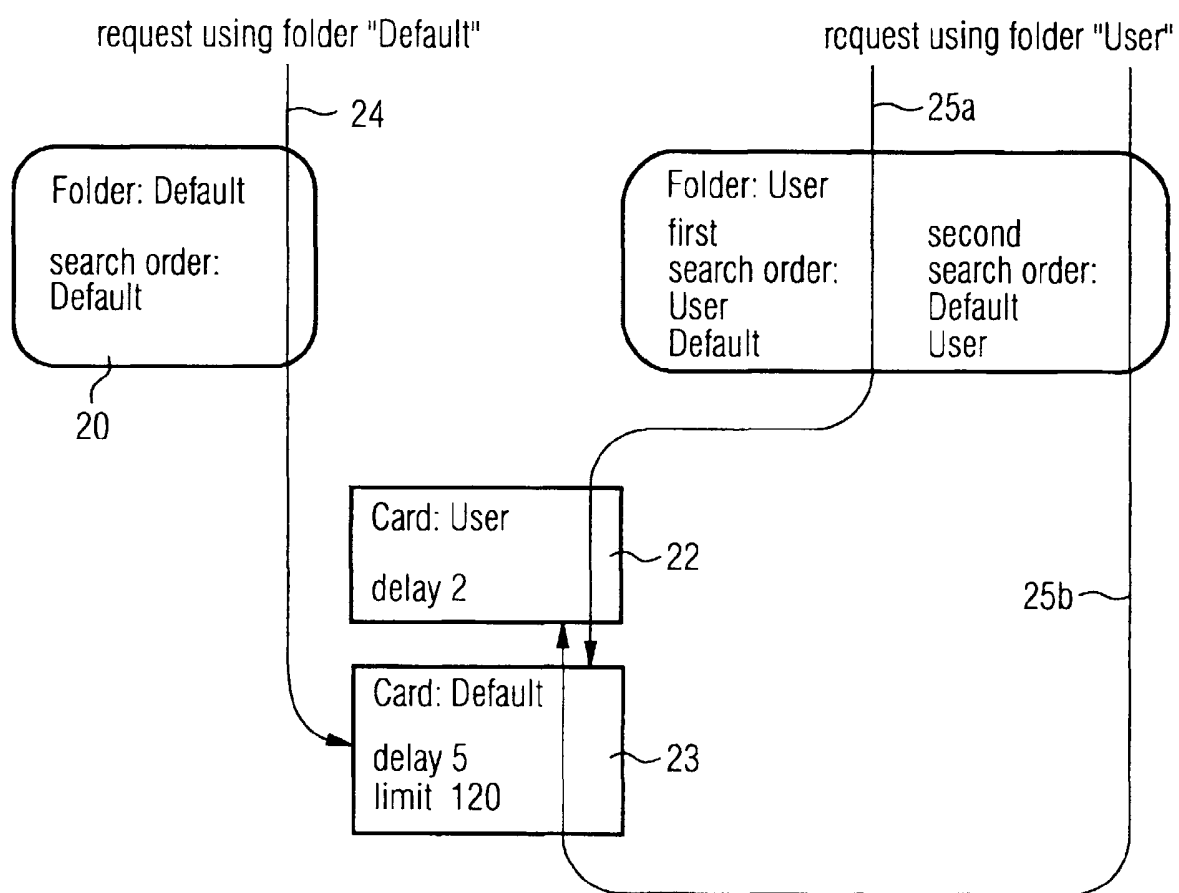 request using folder "Default"
request using folder "User"
24
25a
Folder: Default
search order:
Default
20
Folder: User
first
search order:
User
Default
second
search order:
Default
User
Card: User
delay 2
22
25b
Card: Default
delay 5
limit 120
23